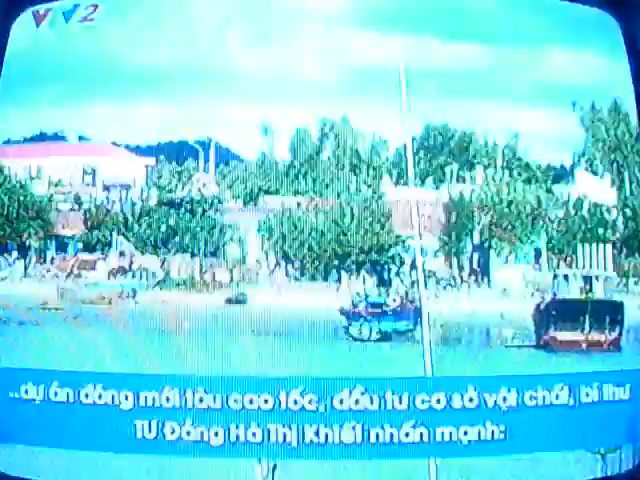 VTV2
..dự án đóng mới tàu cao tốc, đầu tư cơ sở vật chất, bí thư
TƯ Đảng Hà Thị Khiết nhấn mạnh: